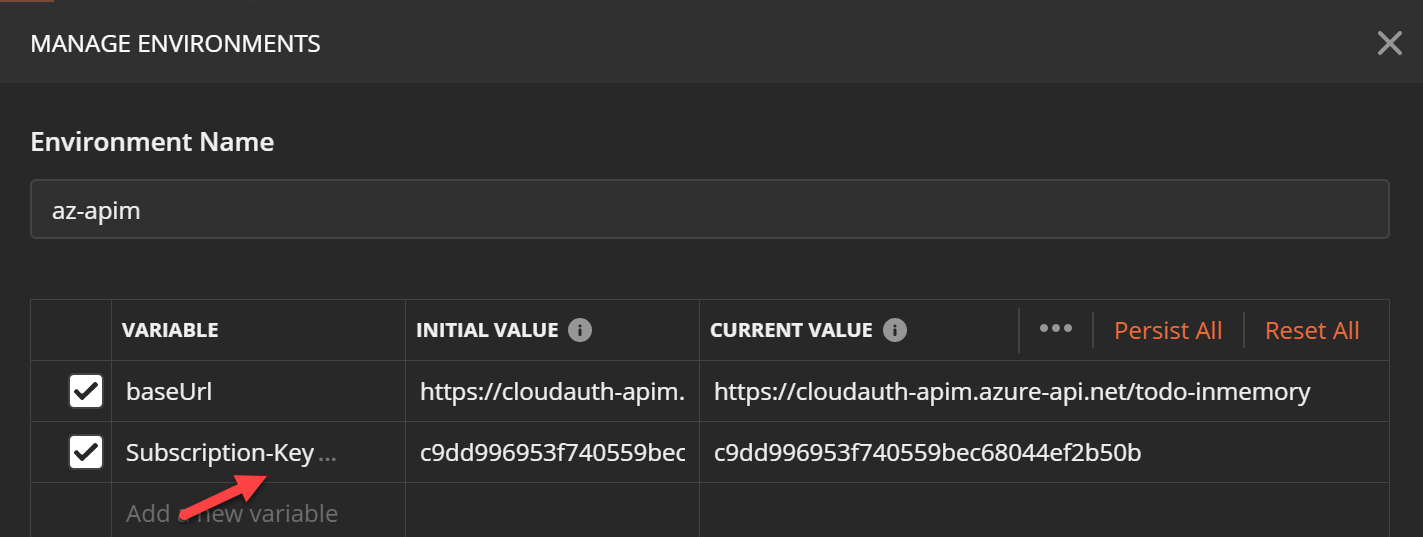 MANAGE ENVIRONMENTS
Environment Name
az-apim
VARIABLE INITIAL VALUE i CURRENT VALUE i ••• Persist All Reset All
baseUrl https://cloudauth-apim. https://cloudauth-apim.azure-api.net/todo-inmemory
Subscription-Key ... c9dd996953f740559bec c9dd996953f740559bec68044ef2b50b
Add a new variable